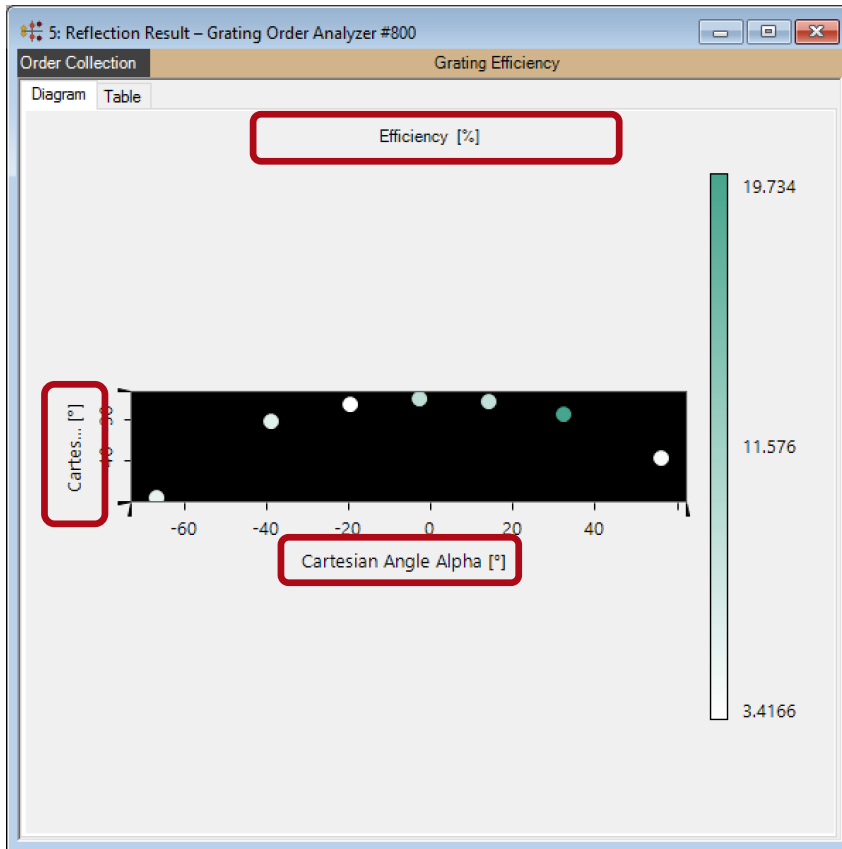 5: Reflection Result – Grating Order Analyzer #800
Order Collection
Grating Efficiency
Diagram
Table
Efficiency [%]
19.734
11.576
3.4166
Cartes... [°]
40
-60
-40
-20
0
20
40
Cartesian Angle Alpha [°]